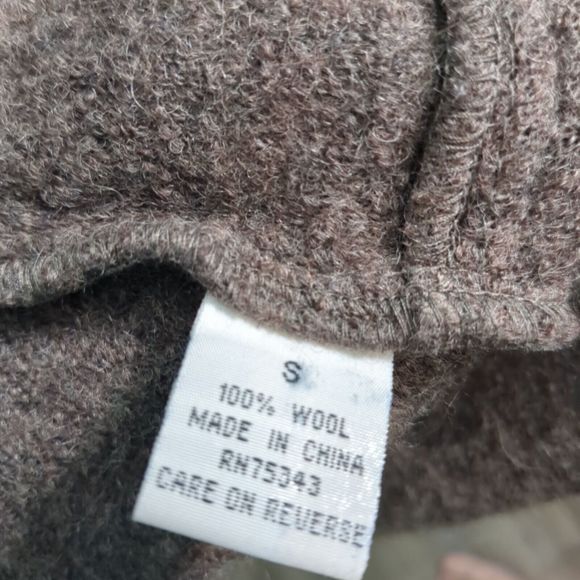 S
100% WOOL
MADE IN CHINA
RN75343
CARE ON REVERSE